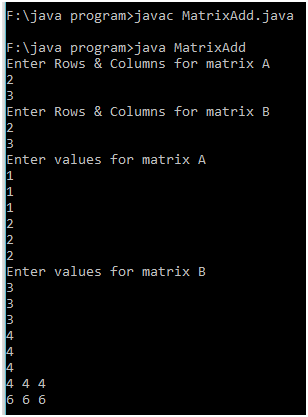 F:\java program>javac MatrixAdd.java
F:\java program>java MatrixAdd
Enter Rows & Columns for matrix A
2
3
Enter Rows & Columns for matrix B
2
3
Enter values for matrix A
1
1
1
2
2
2
Enter values for matrix B
3
3
3
4
4
4
4 4 4
6 6 6